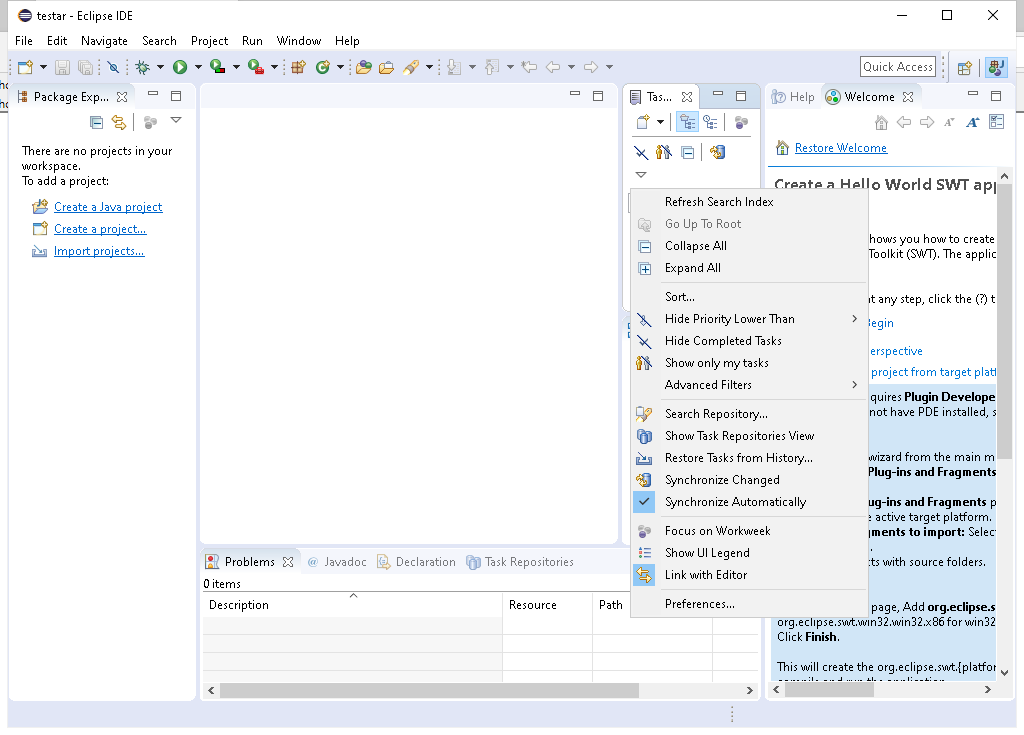 testar - Eclipse IDE
File Edit Navigate Search Project Run Window Help
Quick Access
Package Exp...
There are no projects in your
workspace.
To add a project:
Create a Java project
Create a project...
Import projects...
Tas...
Refresh Search Index
Go Up To Root
Collapse All
Expand All
Sort...
Hide Priority Lower Than
Hide Completed Tasks
Show only my tasks
Advanced Filters
Search Repository...
Show Task Repositories View
Restore Tasks from History...
Synchronize Changed
Synchronize Automatically
Focus on Workweek
Show UI Legend
Link with Editor
Preferences...
Help Welcome
Restore Welcome
Create a Hello World SWT app
hows you how to create
Toolkit (SWT). The applic
t any step, click the (?) t
Begin
erspective
project from target platf
quires Plugin Develope
not have PDE installed, s
wizard from the main m
Plug-ins and Fragments
ug-ins and Fragments p
e active target platform.
gments to import: Selec
cts with source folders.
page, Add org.eclipse.s
org.eclipse.swt.win32.win32.x86 for win32
Click Finish.
This will create the org.eclipse.swt.{platfor
compile and run the application.
Problems Javadoc Declaration Task Repositories
0 items
Description Resource Path